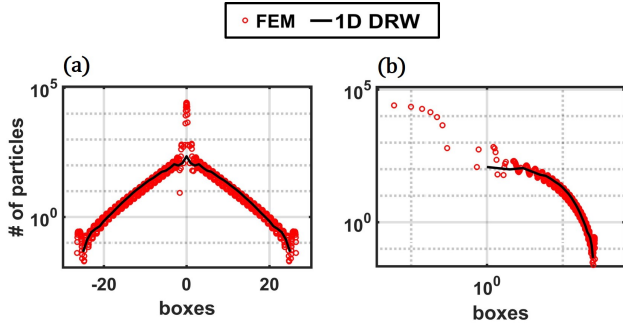 FEM 1D DRW
(a) (b)
10^5 10^5
# of particles
10^0 10^0
-20 0 20 10^0
boxes boxes